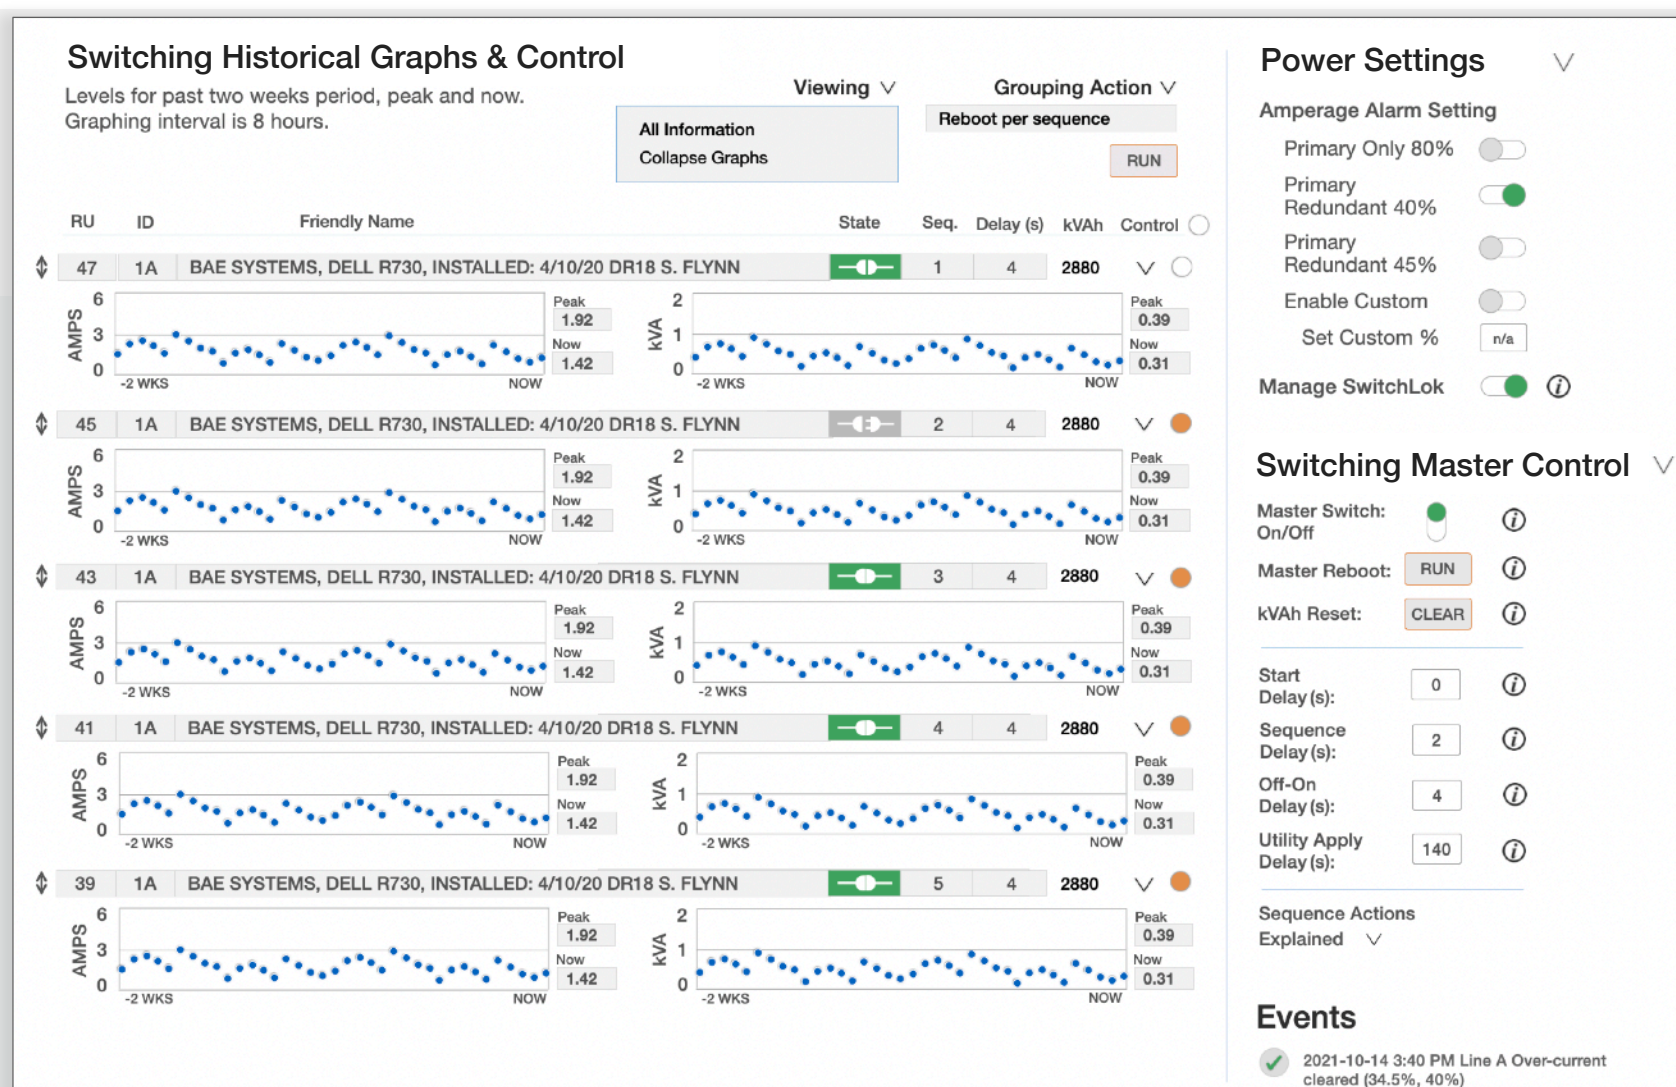 Switching Historical Graphs & Control
Levels for past two weeks period, peak and now.
Graphing interval is 8 hours.
Viewing
All Information
Collapse Graphs
Grouping Action
Reboot per sequence
RUN
RU ID Friendly Name State Seq. Delay (s) kVAh Control
47 1A BAE SYSTEMS, DELL R730, INSTALLED: 4/10/20 DR18 S. FLYNN 1 4 2880
AMPS
6
3
0
-2 WKS NOW
Peak
1.92
Now
1.42
kVA
2
1
0
-2 WKS NOW
Peak
0.39
Now
0.31
45 1A BAE SYSTEMS, DELL R730, INSTALLED: 4/10/20 DR18 S. FLYNN 2 4 2880
AMPS
6
3
0
-2 WKS NOW
Peak
1.92
Now
1.42
kVA
2
1
0
-2 WKS NOW
Peak
0.39
Now
0.31
43 1A BAE SYSTEMS, DELL R730, INSTALLED: 4/10/20 DR18 S. FLYNN 3 4 2880
AMPS
6
3
0
-2 WKS NOW
Peak
1.92
Now
1.42
kVA
2
1
0
-2 WKS NOW
Peak
0.39
Now
0.31
41 1A BAE SYSTEMS, DELL R730, INSTALLED: 4/10/20 DR18 S. FLYNN 4 4 2880
AMPS
6
3
0
-2 WKS NOW
Peak
1.92
Now
1.42
kVA
2
1
0
-2 WKS NOW
Peak
0.39
Now
0.31
39 1A BAE SYSTEMS, DELL R730, INSTALLED: 4/10/20 DR18 S. FLYNN 5 4 2880
AMPS
6
3
0
-2 WKS NOW
Peak
1.92
Now
1.42
kVA
2
1
0
-2 WKS NOW
Peak
0.39
Now
0.31
Power Settings
Amperage Alarm Setting
Primary Only 80%
Primary
Redundant 40%
Primary
Redundant 45%
Enable Custom
Set Custom % n/a
Manage SwitchLok i
Switching Master Control
Master Switch:
On/Off i
Master Reboot: RUN i
kVAh Reset: CLEAR i
Start
Delay (s): 0 i
Sequence
Delay (s): 2 i
Off-On
Delay (s): 4 i
Utility Apply
Delay (s): 140 i
Sequence Actions
Explained
Events
2021-10-14 3:40 PM Line A Over-current
cleared (34.5%, 40%)